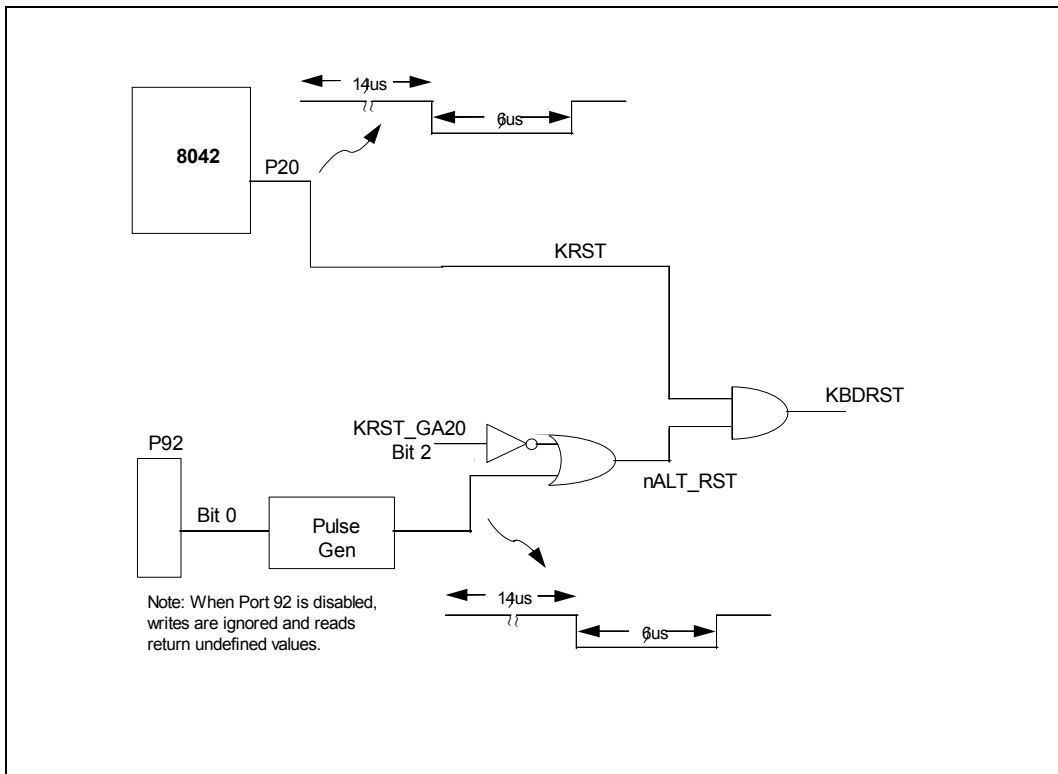 14us
6us
8042
P20
KRST
KBDRST
KRST_GA20
Bit 2
nALT_RST
P92
Bit 0
Pulse
Gen
14us
6us
Note: When Port 92 is disabled,
writes are ignored and reads
return undefined values.